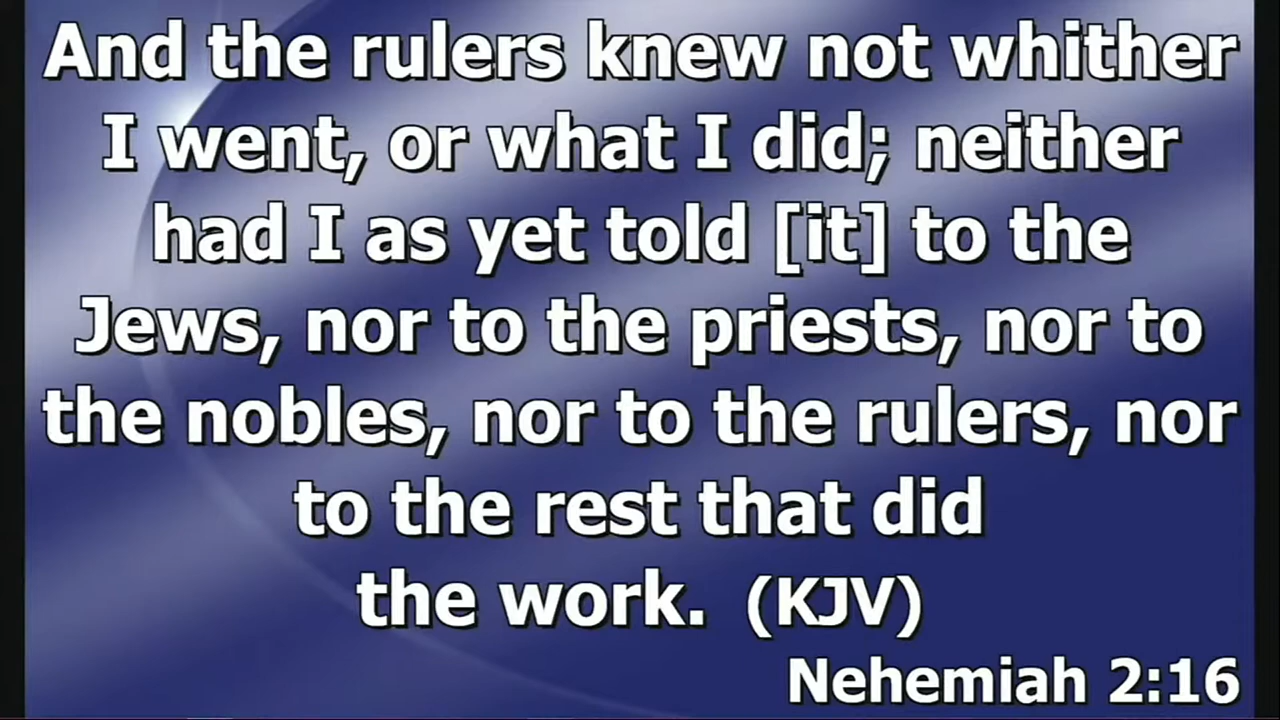 And the rulers knew not whither
I went, or what I did; neither
had I as yet told [it] to the
Jews, nor to the priests, nor to
the nobles, nor to the rulers, nor
to the rest that did
the work. (KJV)
Nehemiah 2:16